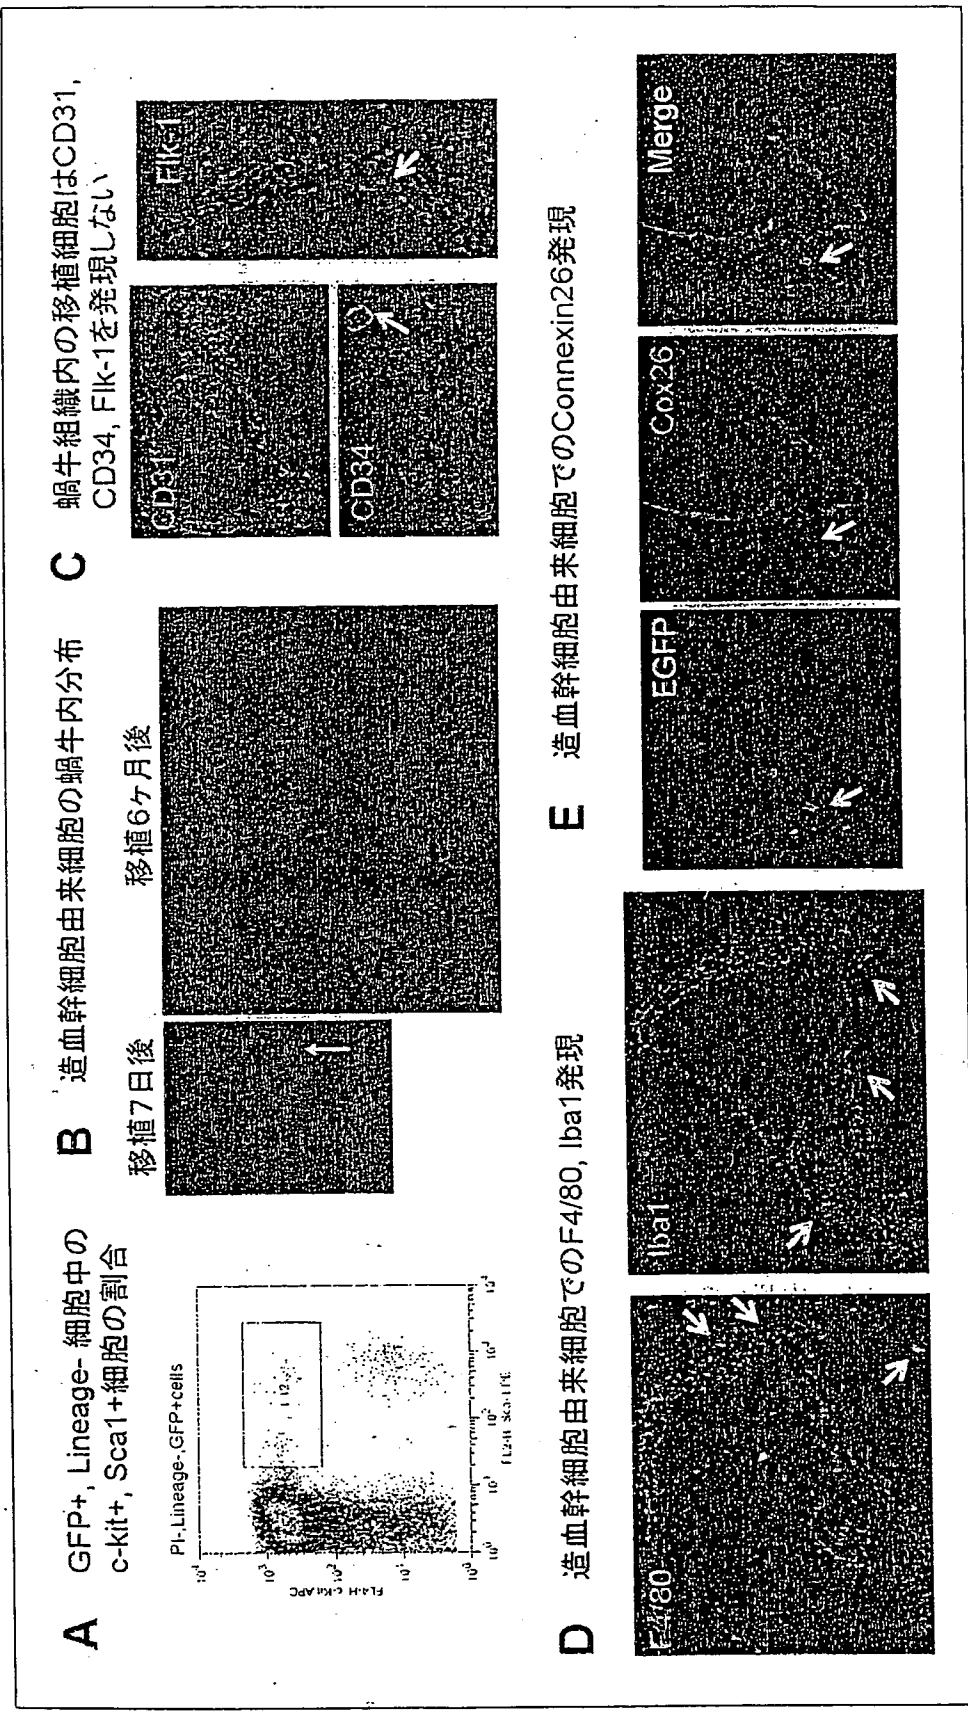 A
GFP+, Lineage- 細胞中の
c-kit+, Sca1+細胞の割合
PI-,Lineage-,GFP+cells
FL4-H c-Kit APC
B
造血幹細胞由来細胞の蝸牛内分布
移植7日後
移植6ヶ月後
C
蝸牛組織内の移植細胞はCD31,
CD34, Flk-1を発現しない
CD31
CD34
Flk-1
D
造血幹細胞由来細胞でのF4/80, Iba1発現
F4/80
Iba1
E
造血幹細胞由来細胞でのConnexin26発現
EGFP
Cox26
Merge